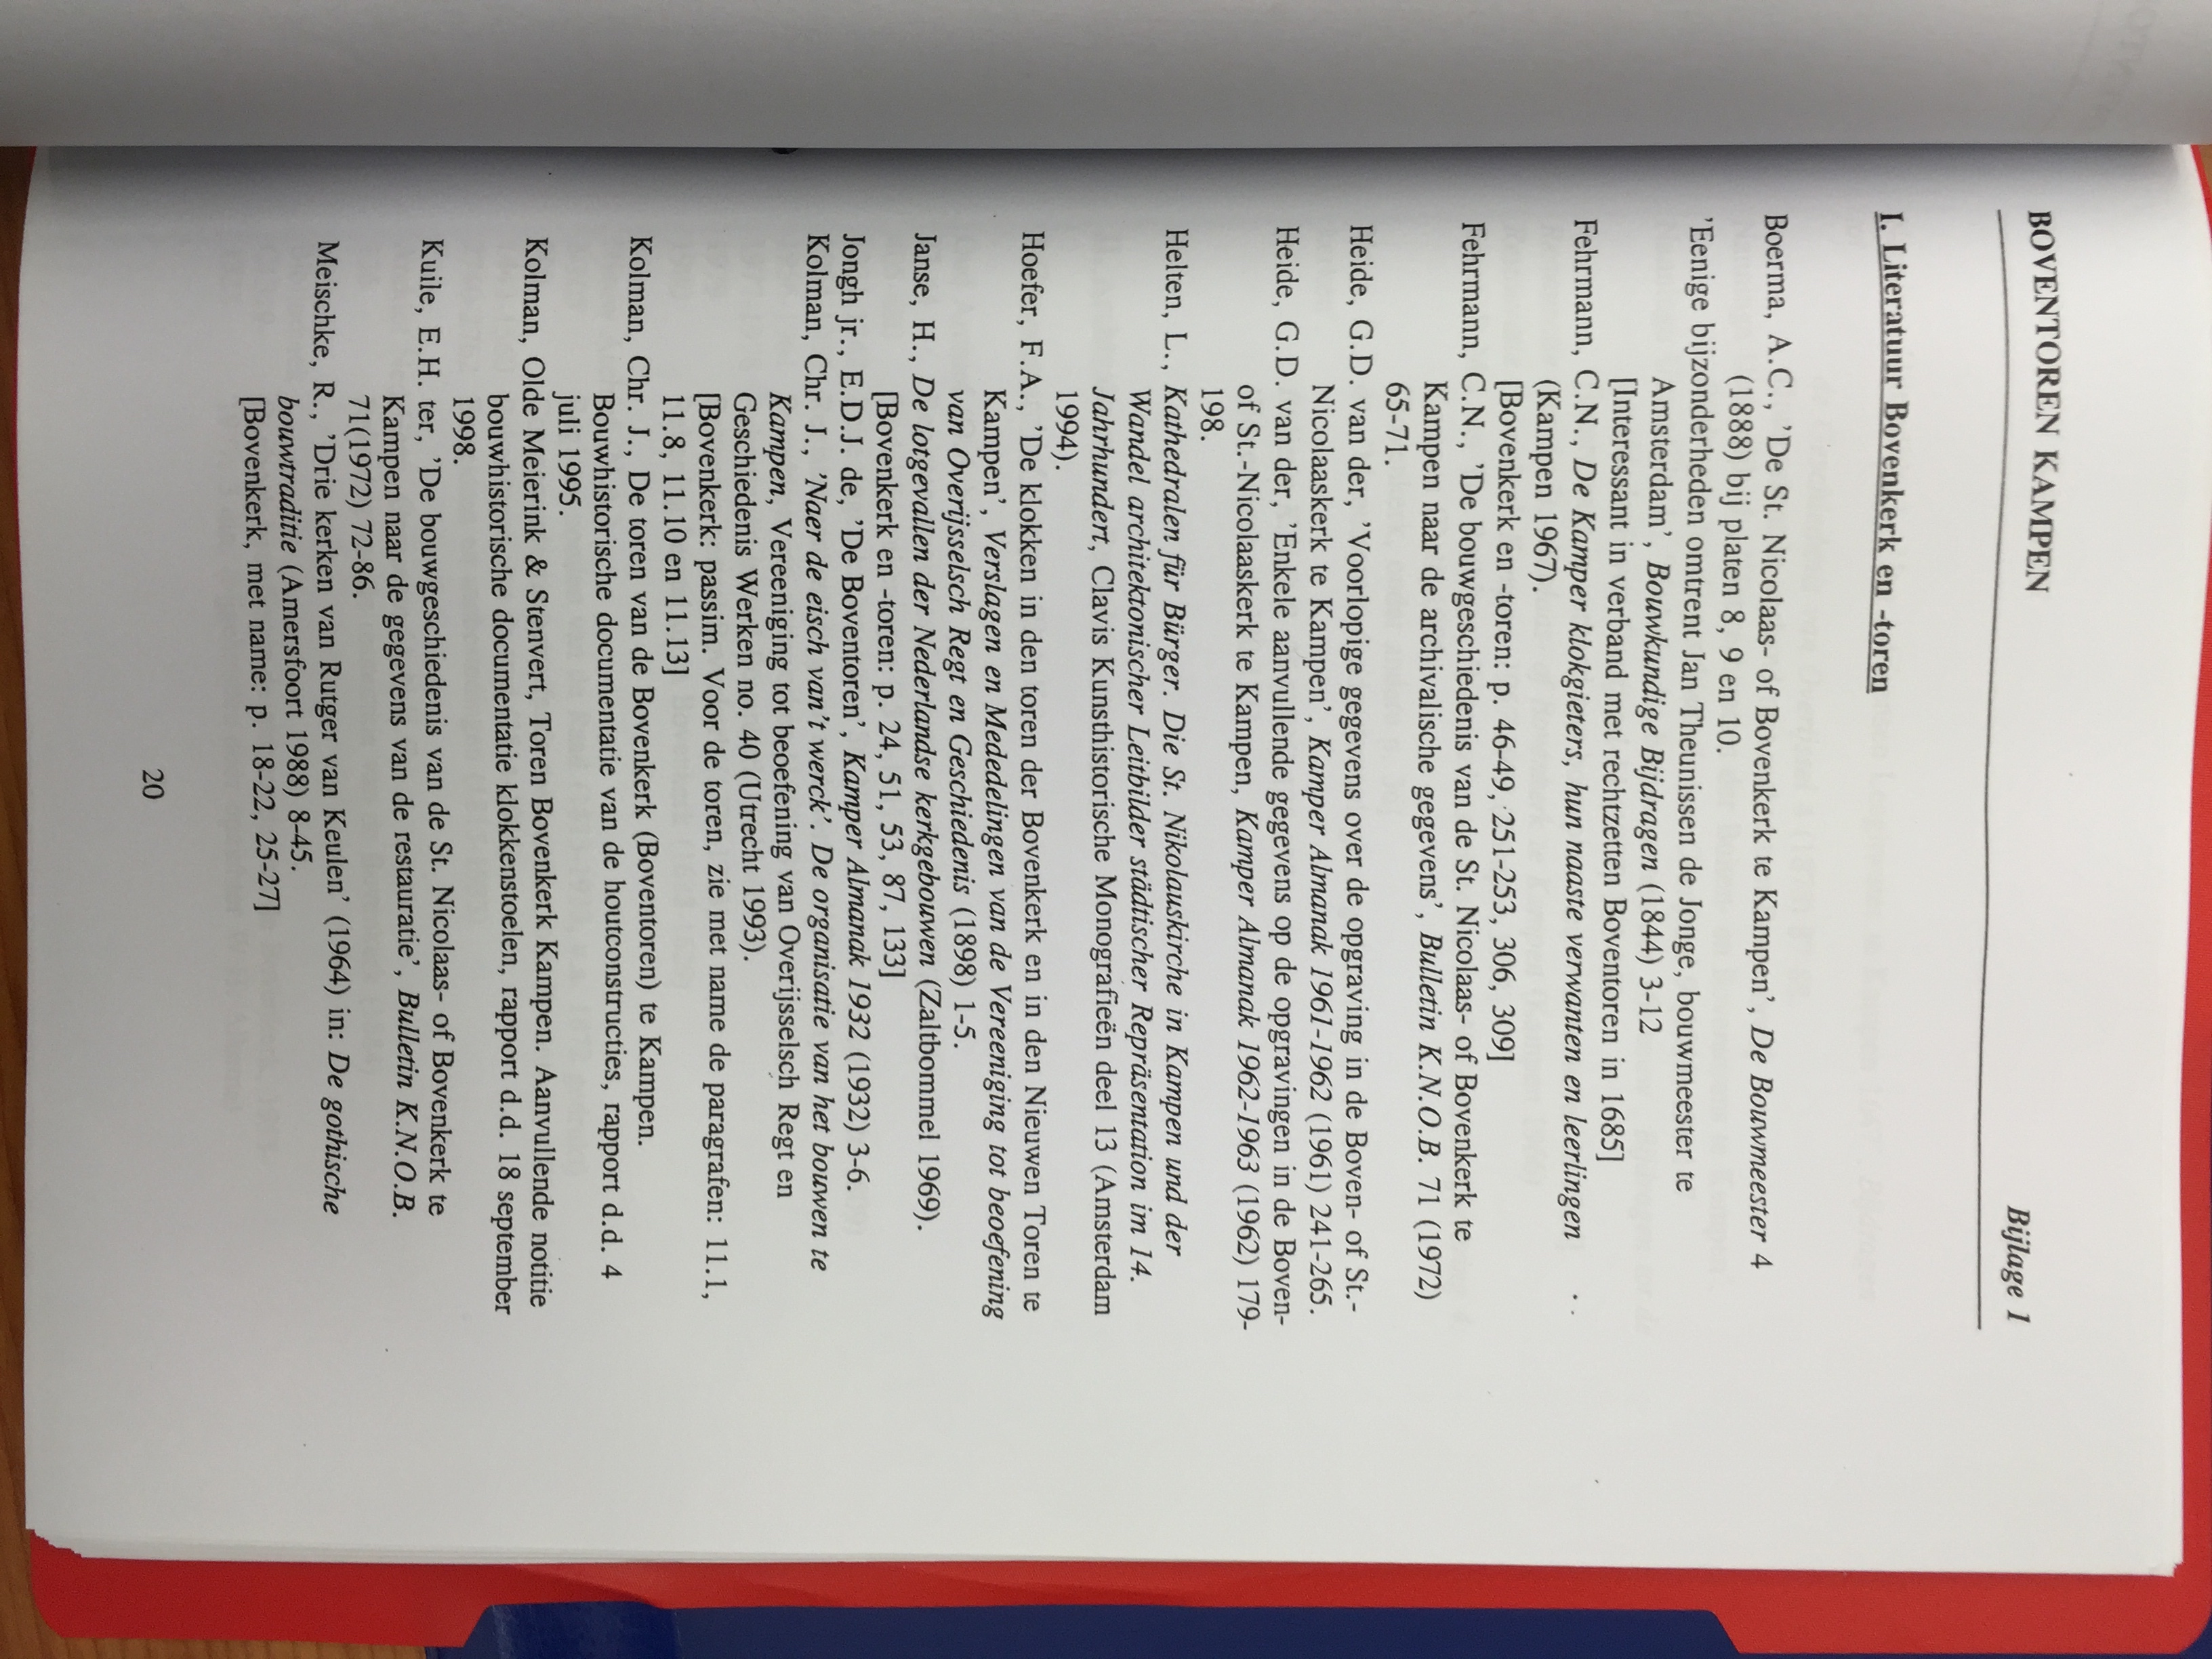 BOVENTOREN KAMPEN
Bijlage 1
I. Literatuur Bovenkerk en -toren
Boerma, A.C., 'De St. Nicolaas- of Bovenkerk te Kampen', De Bouwmeester 4
(1888) bij platen 8, 9 en 10.
'Eenige bijzonderheden omtrent Jan Theunissen de Jonge, bouwmeester te
Amsterdam', Bouwkundige Bijdragen (1844) 3-12
[Interessant in verband met rechtzetten Boventoren in 1685]
Fehrmann, C.N., De Kamper klokgieters, hun naaste verwanten en leerlingen
(Kampen 1967).
[Bovenkerk en -toren: p. 46-49, 251-253, 306, 309]
Fehrmann, C.N., 'De bouwgeschiedenis van de St. Nicolaas- of Bovenkerk te
Kampen naar de archivalische gegevens', Bulletin K.N.O.B. 71 (1972)
65-71.
Heide, G.D. van der, 'Voorlopige gegevens over de opgraving in de Boven- of St.-
Nicolaaskerk te Kampen', Kamper Almanak 1961-1962 (1961) 241-265.
Heide, G.D. van der, 'Enkele aanvullende gegevens op de opgravingen in de Boven-
of St.-Nicolaaskerk te Kampen, Kamper Almanak 1962-1963 (1962) 179-
198.
Helten, L., Kathedralen für Bürger. Die St. Nikolauskirche in Kampen und der
Wandel architektonischer Leitbilder städtischer Repräsentation im 14.
Jahrhundert, Clavis Kunsthistorische Monografieën deel 13 (Amsterdam
1994).
Hoefer, F.A., 'De klokken in den toren der Bovenkerk en in den Nieuwen Toren te
Kampen', Verslagen en Mededelingen van de Vereeniging tot beoefening
van Overijsselsch Regt en Geschiedenis (1898) 1-5.
Janse, H., De lotgevallen der Nederlandse kerkgebouwen (Zaltbommel 1969).
[Bovenkerk en -toren: p. 24, 51, 53, 87, 133]
Jongh jr., E.D.J. de, 'De Boventoren', Kamper Almanak 1932 (1932) 3-6.
Kolman, Chr. J., 'Naer de eisch van't werck'. De organisatie van het bouwen te
Kampen, Vereeniging tot beoefening van Overijsselsch Regt en
Geschiedenis Werken no. 40 (Utrecht 1993).
[Bovenkerk: passim. Voor de toren, zie met name de paragrafen: 11.1,
11.8, 11.10 en 11.13]
Kolman, Chr. J., De toren van de Bovenkerk (Boventoren) te Kampen.
Bouwhistorische documentatie van de houtconstructies, rapport d.d. 4
juli 1995.
Kolman, Olde Meierink & Stenvert, Toren Bovenkerk Kampen. Aanvullende notitie
bouwhistorische documentatie klokkenstoelen, rapport d.d. 18 september
1998.
Kuile, E.H. ter, 'De bouwgeschiedenis van de St. Nicolaas- of Bovenkerk te
Kampen naar de gegevens van de restauratie', Bulletin K.N.O.B.
71(1972) 72-86.
Meischke, R., 'Drie kerken van Rutger van Keulen' (1964) in: De gothische
bouwtraditie (Amersfoort 1988) 8-45.
[Bovenkerk, met name: p. 18-22, 25-27]
20